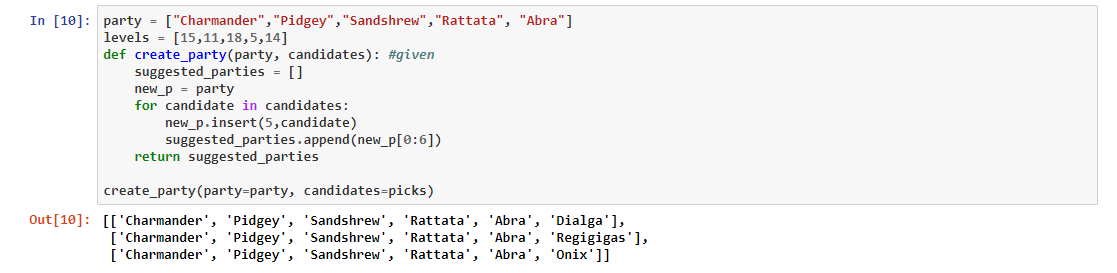 In [10]: party = ["Charmander","Pidgey","Sandshrew","Rattata", "Abra"]
levels = [15,11,18,5,14]
def create_party(party, candidates): #given
    suggested_parties = []
    new_p = party
    for candidate in candidates:
        new_p.insert(5,candidate)
        suggested_parties.append(new_p[0:6])
    return suggested_parties

create_party(party=party, candidates=picks)
Out[10]: [['Charmander', 'Pidgey', 'Sandshrew', 'Rattata', 'Abra', 'Dialga'],
 ['Charmander', 'Pidgey', 'Sandshrew', 'Rattata', 'Abra', 'Regigigas'],
 ['Charmander', 'Pidgey', 'Sandshrew', 'Rattata', 'Abra', 'Onix']]